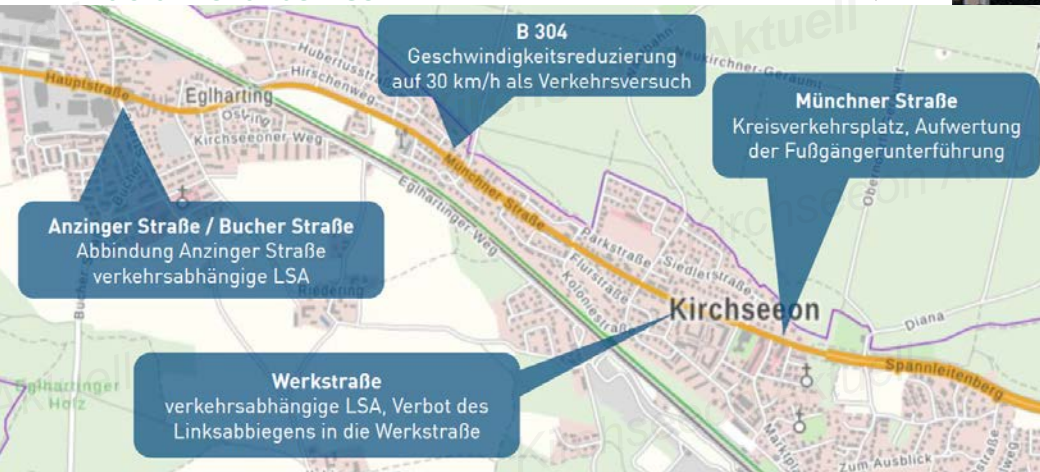 B 304
Geschwindigkeitsreduzierung
auf 30 km/h als Verkehrsversuch
Münchner Straße
Kreisverkehrsplatz, Aufwertung
der Fußgängerunterführung
Anzinger Straße / Bucher Straße
Abbindung Anzinger Straße
verkehrsabhängige LSA
Werkstraße
verkehrsabhängige LSA, Verbot des
Linksabbiegens in die Werkstraße
Hauptstraße
Eglharting
Osling
Kirchseeoner Weg
Hirschenweg
Münchner Straße
Eglhartinger Weg
Riedering
Parkstraße
Siedlerstraße
Flurstraße
Koloniestraße
Kirchseeon
Diana
Spannleitenberg
Eglhartinger
Holz
Zum Ausblick